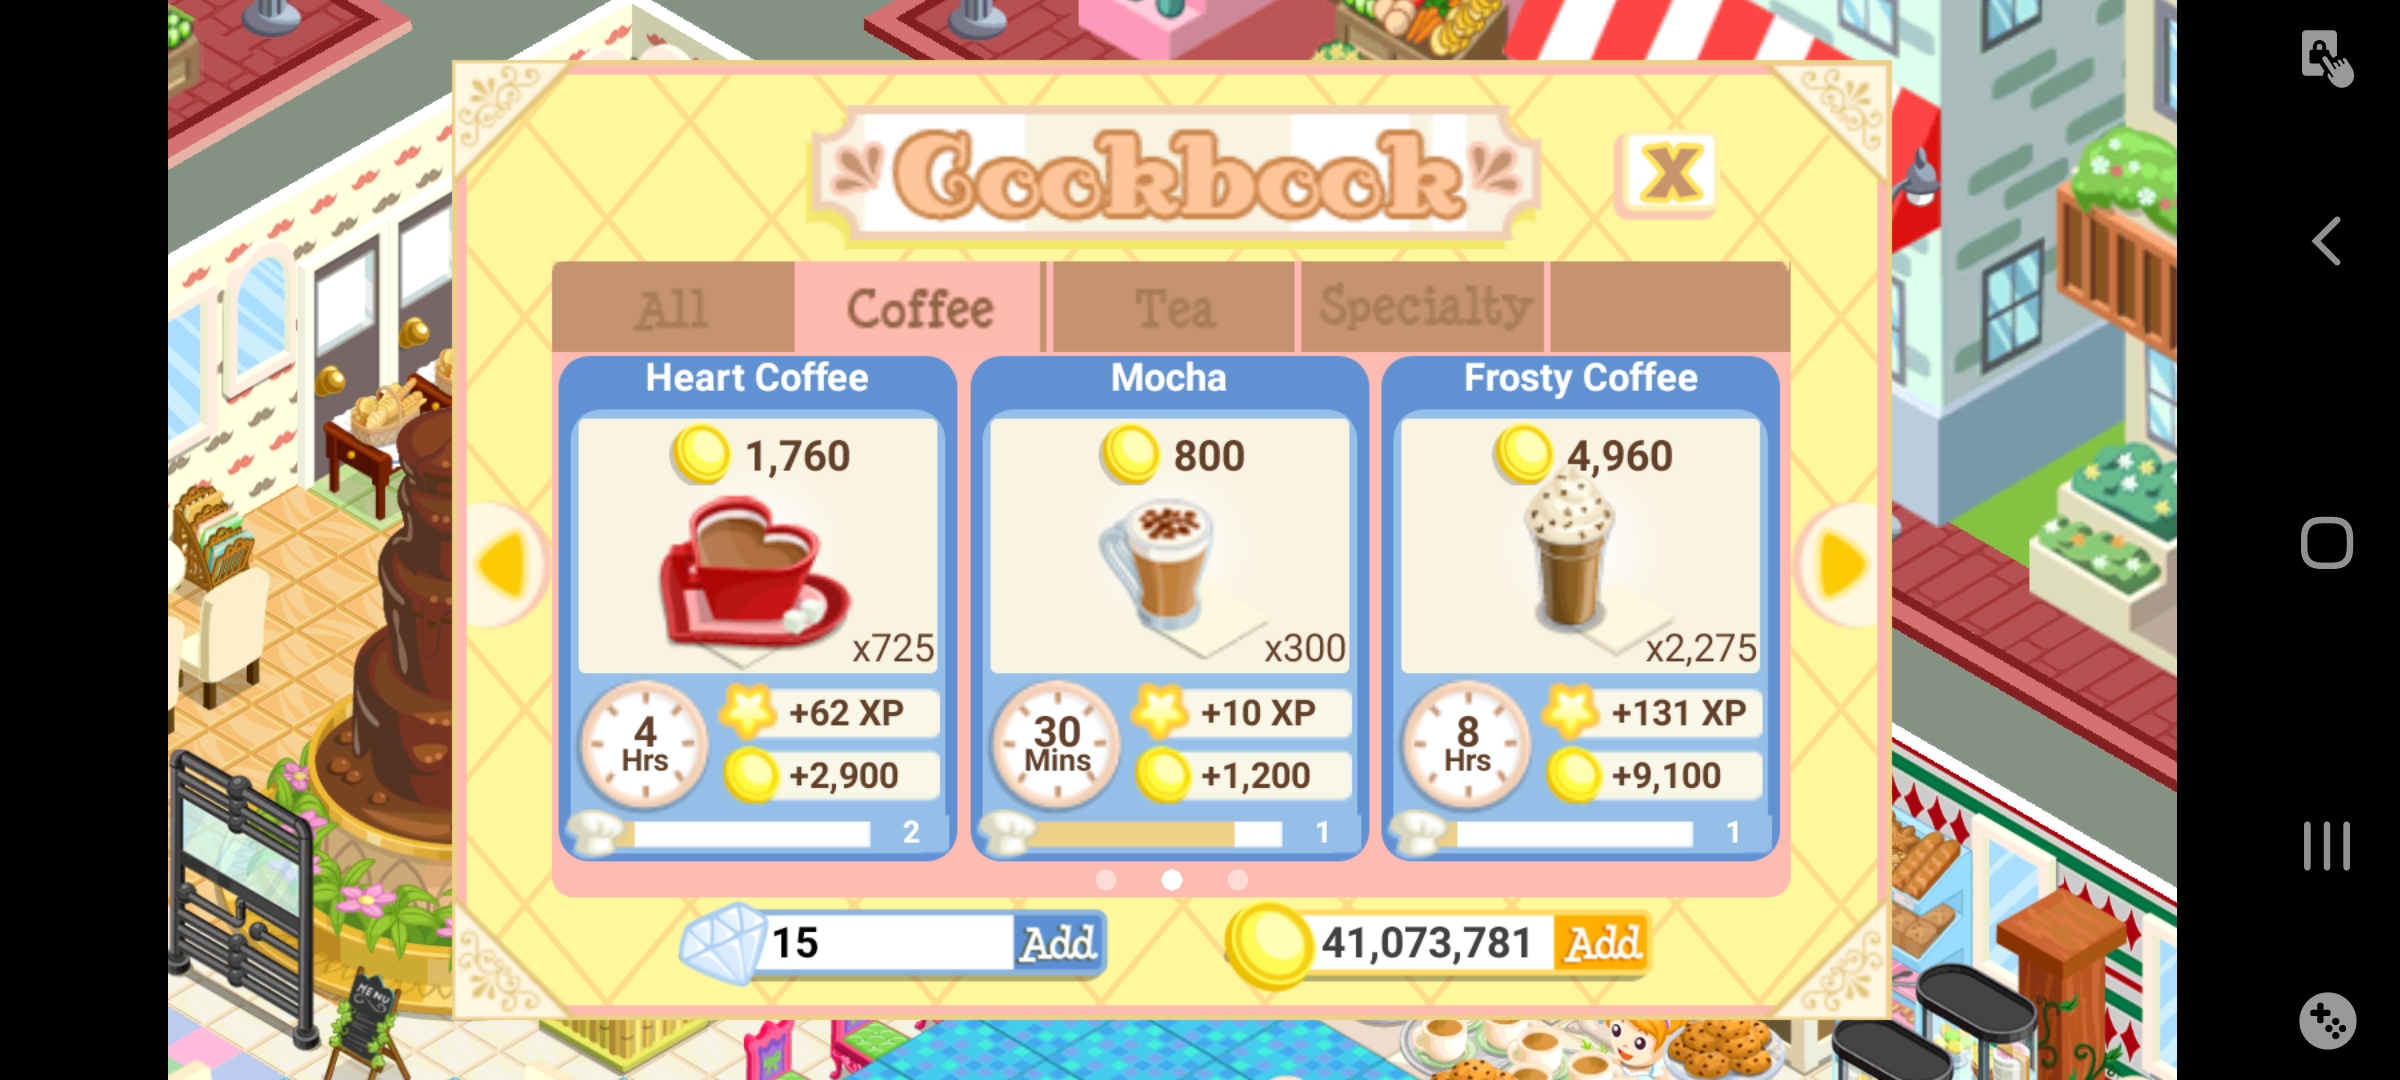 Cookbook
X
All
Coffee
Tea
Specialty
Heart Coffee
1,760
x725
4
Hrs
+62 XP
+2,900
2
Mocha
800
x300
30
Mins
+10 XP
+1,200
1
Frosty Coffee
4,960
x2,275
8
Hrs
+131 XP
+9,100
1
15
Add
41,073,781
Add
MENU